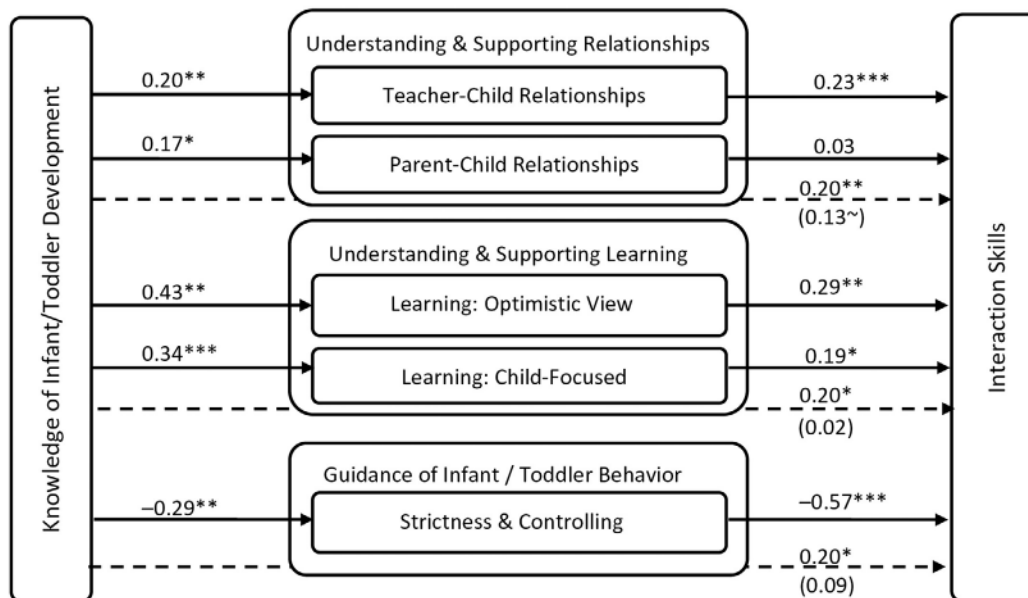 Knowledge of Infant/Toddler Development
Understanding & Supporting Relationships
0.20**
Teacher-Child Relationships
0.23***
0.17*
Parent-Child Relationships
0.03
0.20**
(0.13~)
Understanding & Supporting Learning
0.43**
Learning: Optimistic View
0.29**
0.34***
Learning: Child-Focused
0.19*
0.20*
(0.02)
Guidance of Infant / Toddler Behavior
–0.29**
Strictness & Controlling
–0.57***
0.20*
(0.09)
Interaction Skills